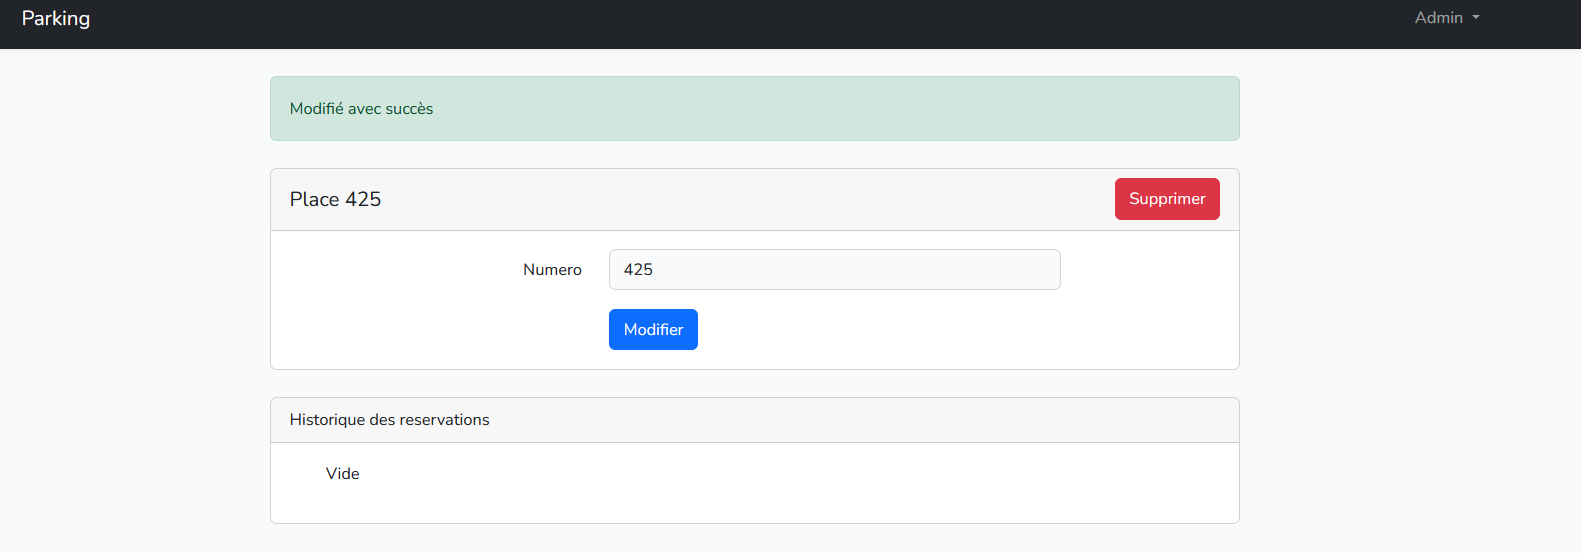 Parking
Admin
Modifié avec succès
Place 425
Supprimer
Numero
425
Modifier
Historique des reservations
Vide